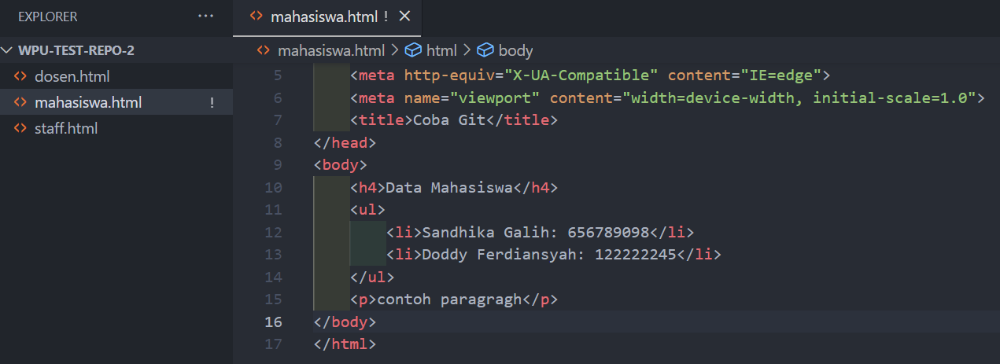 EXPLORER ...
WPU-TEST-REPO-2
dosen.html
mahasiswa.html !
staff.html
mahasiswa.html !
mahasiswa.html > html > body
5 <meta http-equiv="X-UA-Compatible" content="IE=edge">
6 <meta name="viewport" content="width=device-width, initial-scale=1.0">
7 <title>Coba Git</title>
8 </head>
9 <body>
10 <h4>Data Mahasiswa</h4>
11 <ul>
12 <li>Sandhika Galih: 656789098</li>
13 <li>Doddy Ferdiansyah: 122222245</li>
14 </ul>
15 <p>contoh paragragh</p>
16 </body>
17 </html>